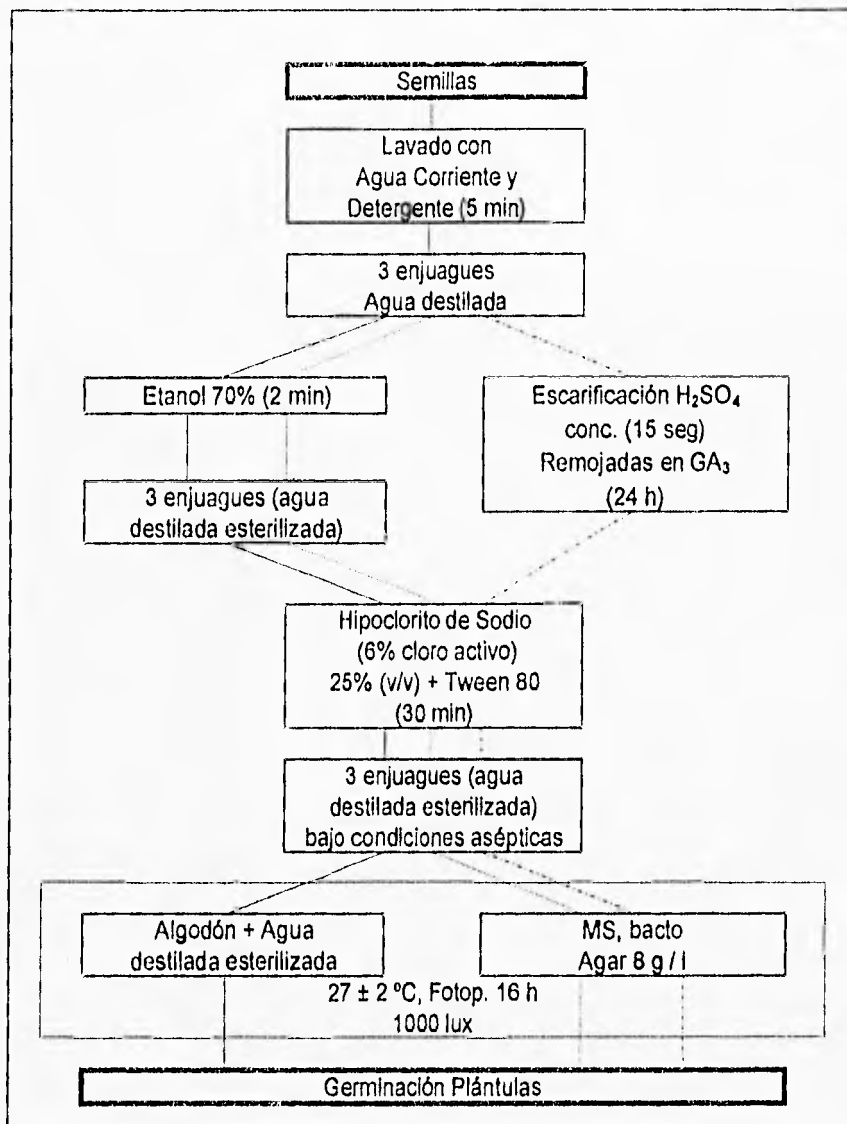 Semillas
Lavado con
Agua Corriente y
Detergente (5 min)
3 enjuagues
Agua destilada
Etanol 70% (2 min)
Escarificación H₂SO₄
conc. (15 seg)
Remojadas en GA₃
(24 h)
3 enjuagues (agua
destilada esterilizada)
Hipoclorito de Sodio
(6% cloro activo)
25% (v/v) + Tween 80
(30 min)
3 enjuagues (agua
destilada esterilizada)
bajo condiciones asépticas
Algodón + Agua
destilada esterilizada
MS, bacto
Agar 8 g / l
27 ± 2 ºC, Fotop. 16 h
1000 lux
Germinación Plántulas